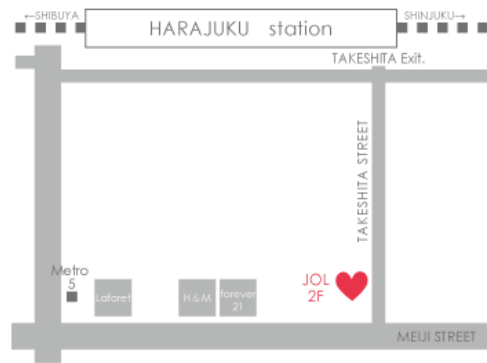 ←SHIBUYA
HARAJUKU station
SHINJUKU→
TAKESHITA Exit.
TAKESHITA STREET
Metro
5
Laforet
H&M
forever
21
JOL
2F
MEIJI STREET